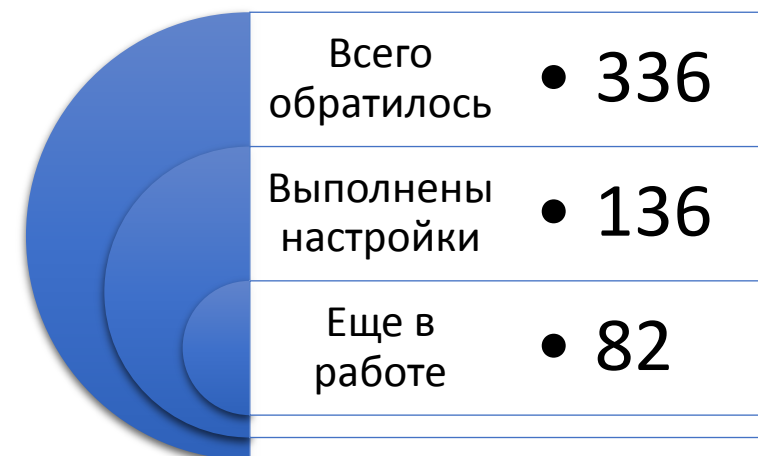 Всего
обратилось
• 336
Выполнены
настройки
• 136
Еще в
работе
• 82